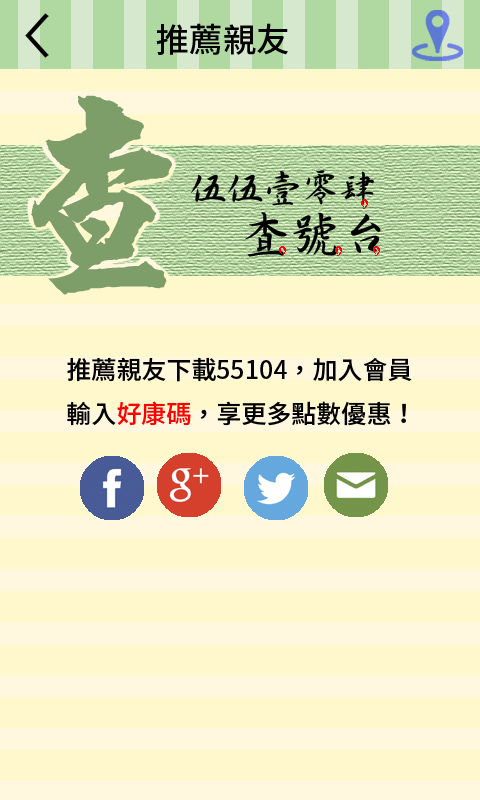 推薦親友
查
伍伍壹零肆
查號台
推薦親友下載55104，加入會員
輸入好康碼，享更多點數優惠！
f
g+